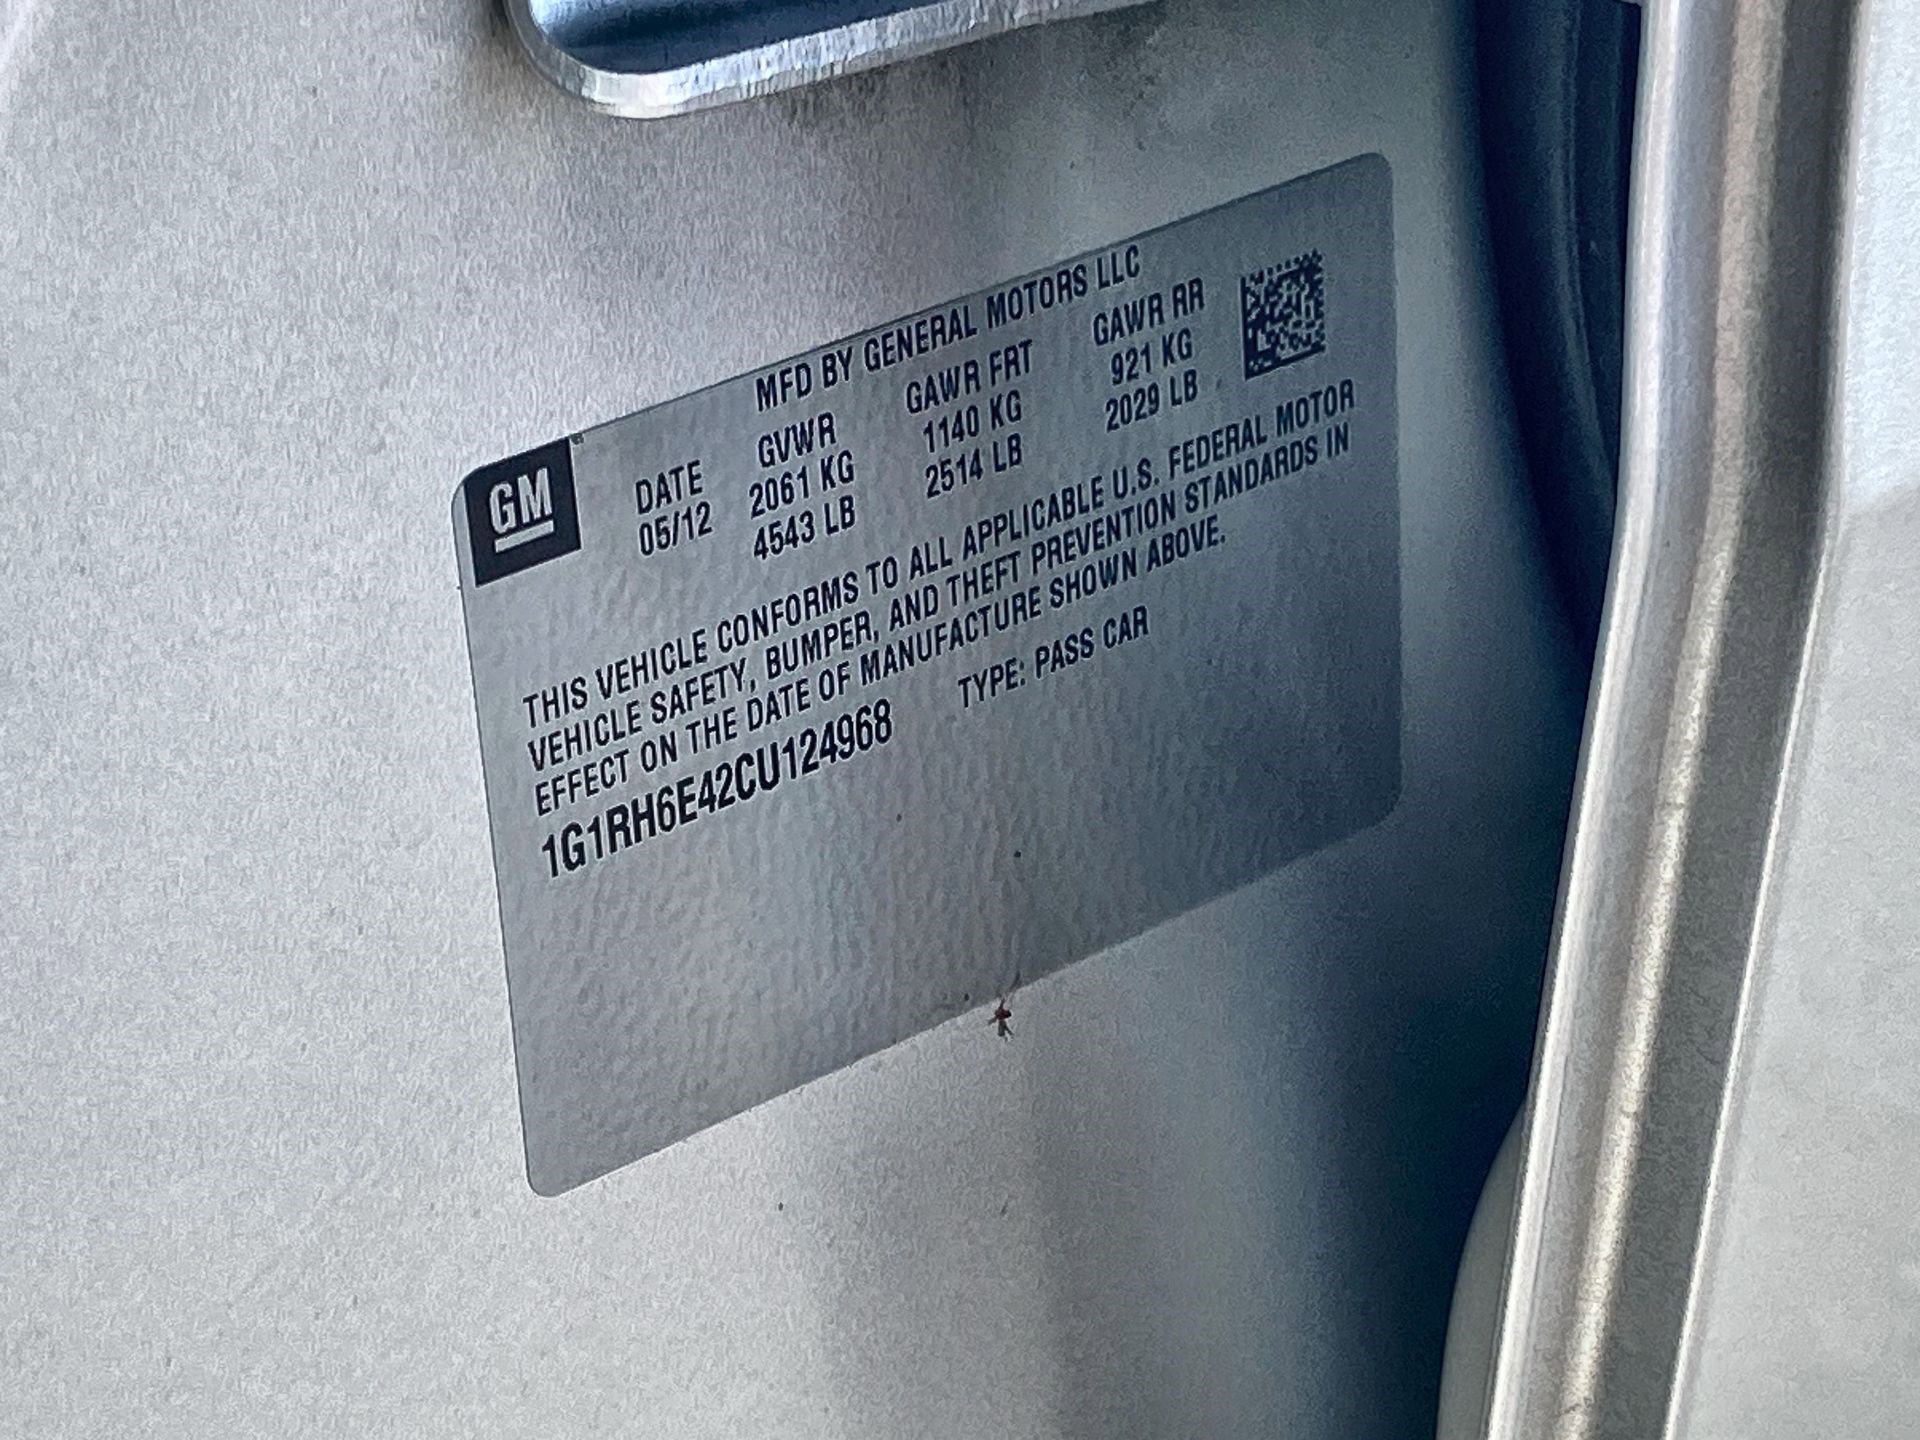 MFD BY GENERAL MOTORS LLC
GM
DATE GVWR GAWR FRT GAWR RR
05/12 2061 KG 1140 KG 921 KG
4543 LB 2514 LB 2029 LB
THIS VEHICLE CONFORMS TO ALL APPLICABLE U.S. FEDERAL MOTOR
VEHICLE SAFETY, BUMPER, AND THEFT PREVENTION STANDARDS IN
EFFECT ON THE DATE OF MANUFACTURE SHOWN ABOVE.
1G1RH6E42CU124968 TYPE: PASS CAR